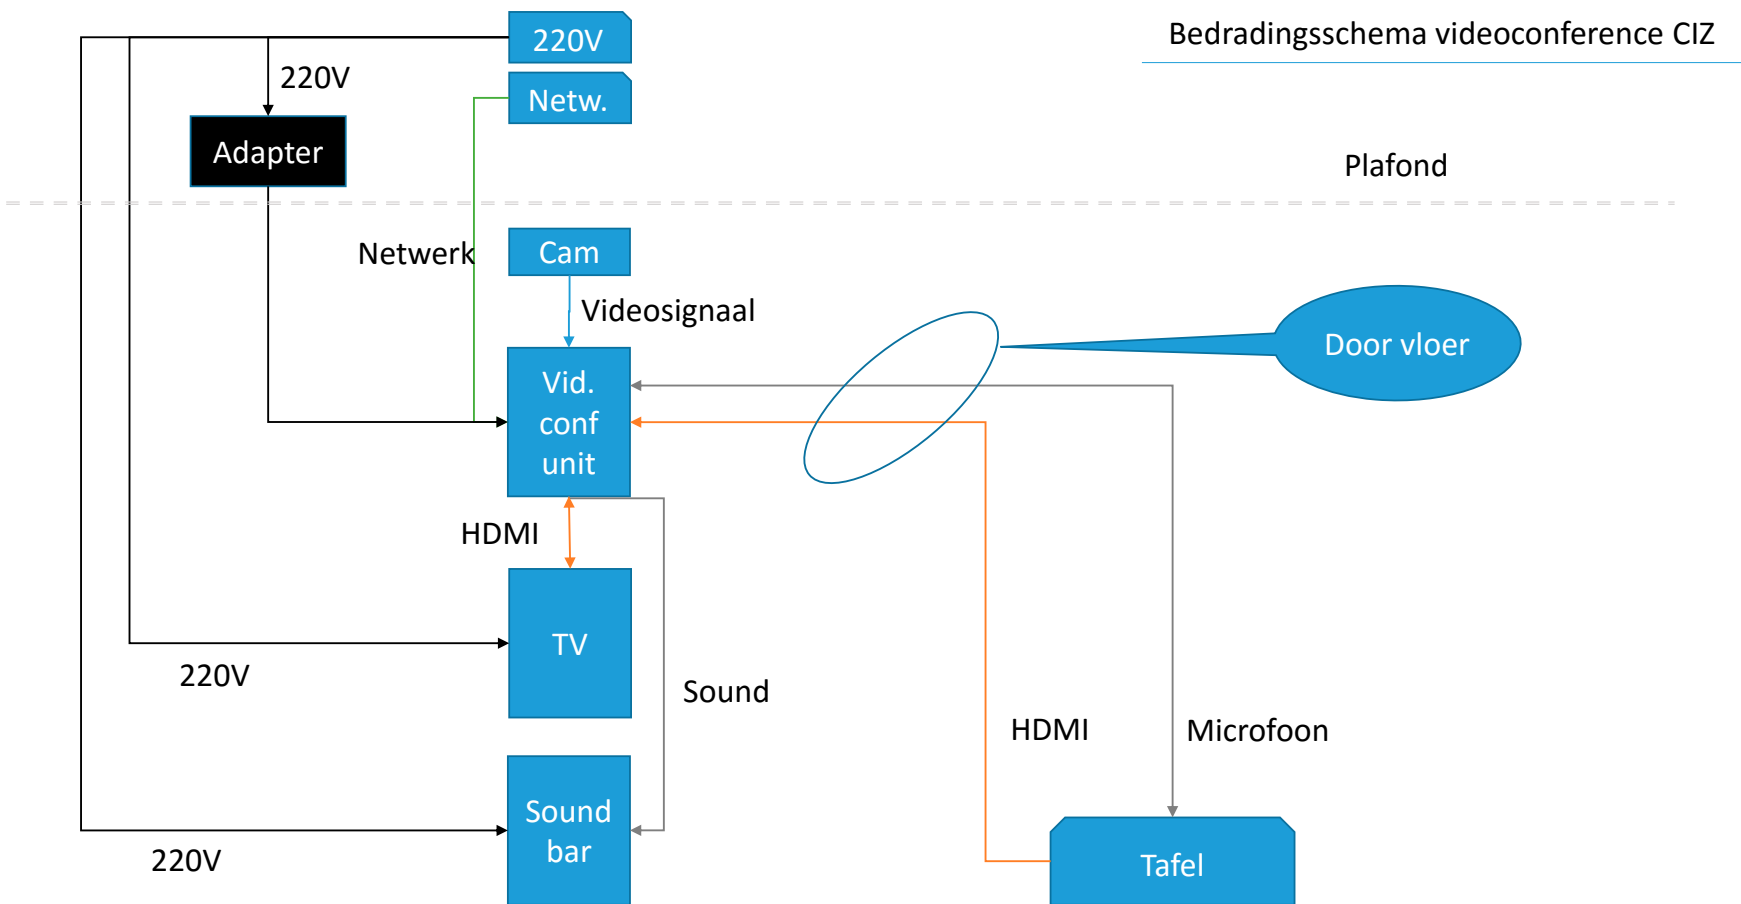 Bedradingsschema videoconference CIZ
220V
220V
Netw.
Adapter
Plafond
Netwerk
Cam
Videosignaal
Door vloer
Vid.
conf
unit
HDMI
TV
220V
Sound
HDMI
Microfoon
Sound
bar
220V
Tafel